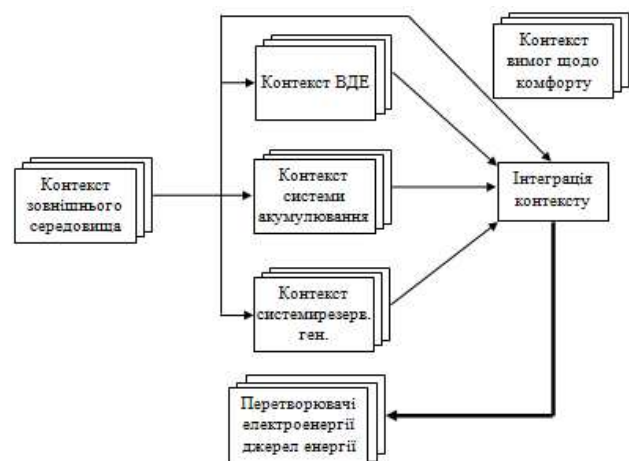 Контекст
вимог щодо
комфорту
Контекст ВДЕ
Контекст
зовнішнього
середовища
Контекст
системи
акумулювання
Інтеграція
контексту
Контекст
системирезерв.
ген.
Перетворювачі
електроенергії
джерел енергії